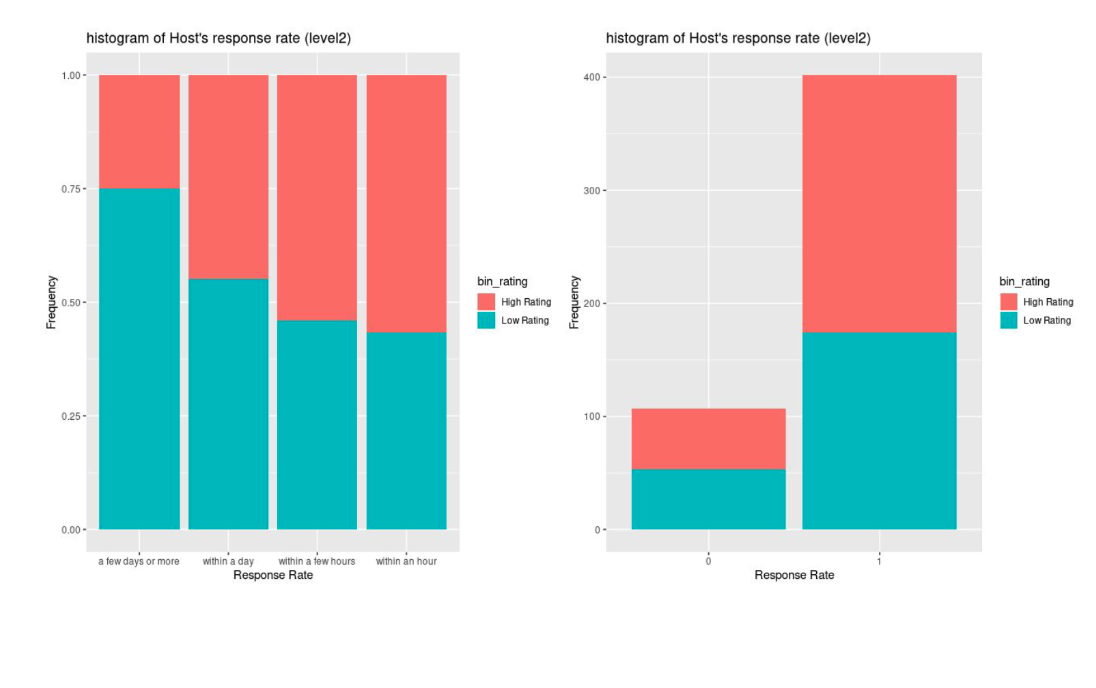 histogram of Host's response rate (level2)
1.00
0.75
0.50
0.25
0.00
Frequency
a few days or more
within a day
within a few hours
within an hour
Response Rate
bin_rating
High Rating
Low Rating
histogram of Host's response rate (level2)
400
300
200
100
0
Frequency
0
1
Response Rate
bin_rating
High Rating
Low Rating